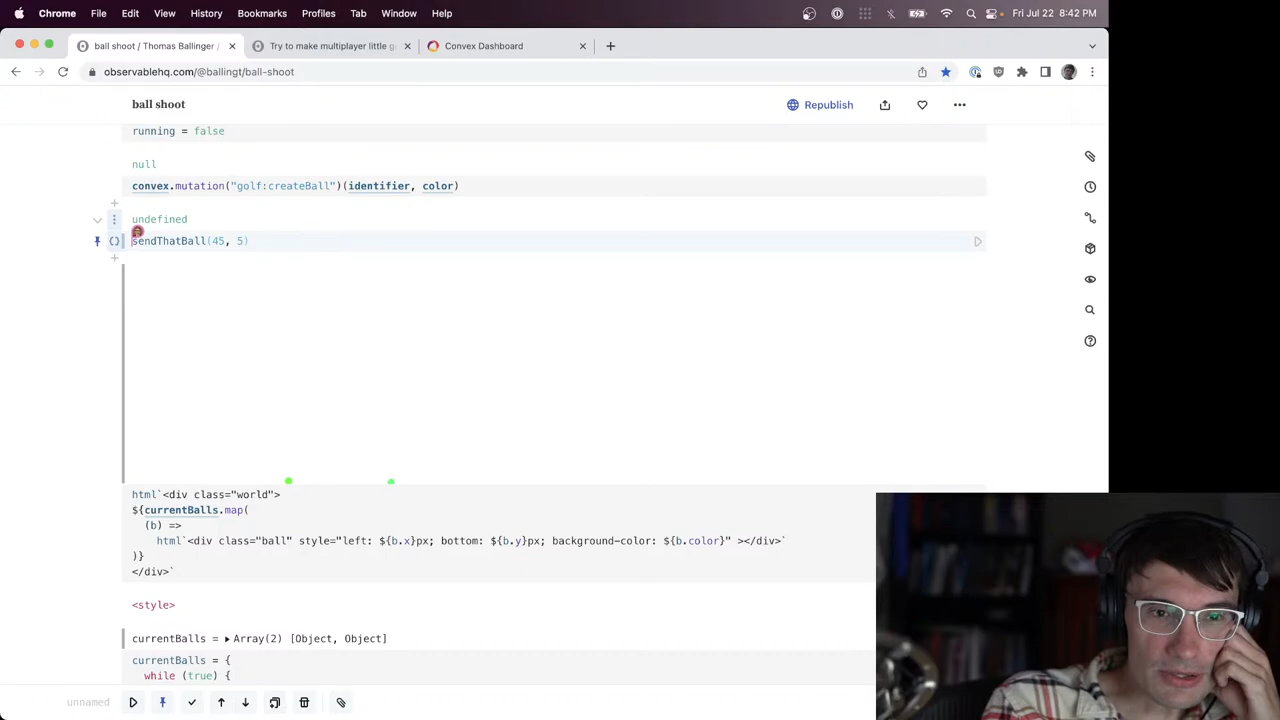 Chrome File Edit View History Bookmarks Profiles Tab Window Help Fri Jul 22 8:42 PM
ball shoot / Thomas Ballinger / Try to make multiplayer little g Convex Dashboard
observablehq.com/@ballingt/ball-shoot
ball shoot Republish
running = false
null
convex.mutation("golf:createBall")(identifier, color)
undefined
sendThatBall(45, 5)
html`<div class="world">
${currentBalls.map(
(b) =>
html`<div class="ball" style="left: ${b.x}px; bottom: ${b.y}px; background-color: ${b.color}" ></div>`
)}
</div>`
<style>
currentBalls = Array(2) [Object, Object]
currentBalls = {
while (true) {
unnamed